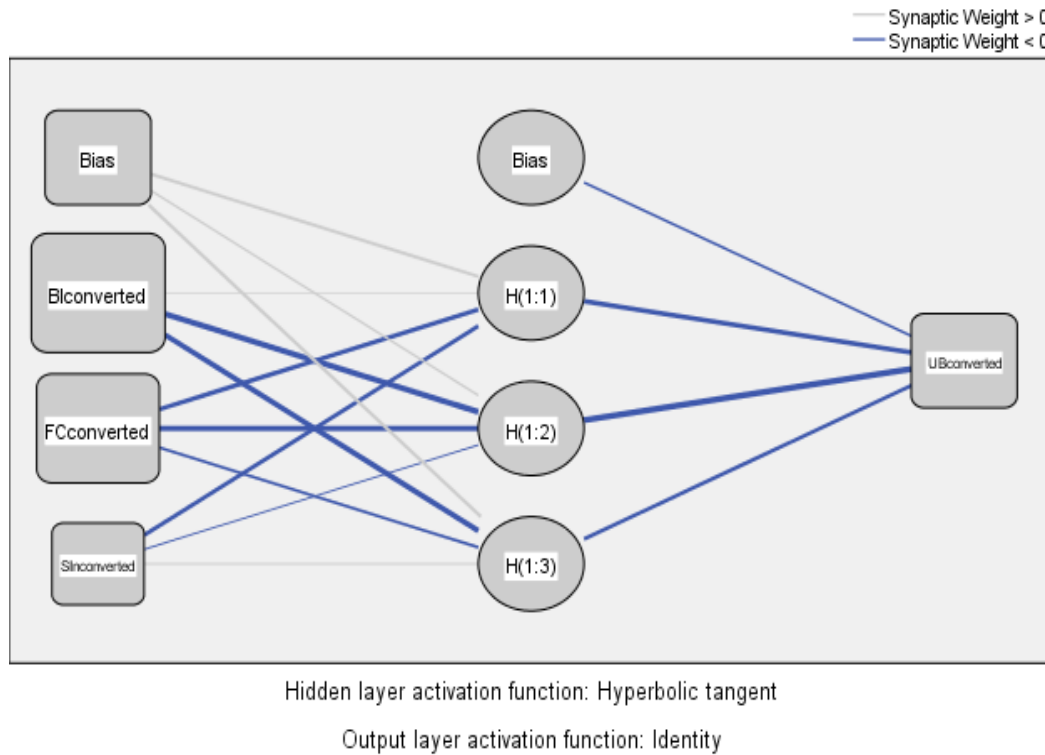 Synaptic Weight > 0
Synaptic Weight < 0
Bias
Bias
BIconverted
H(1:1)
UBconverted
FCconverted
H(1:2)
SInconverted
H(1:3)
Hidden layer activation function: Hyperbolic tangent
Output layer activation function: Identity